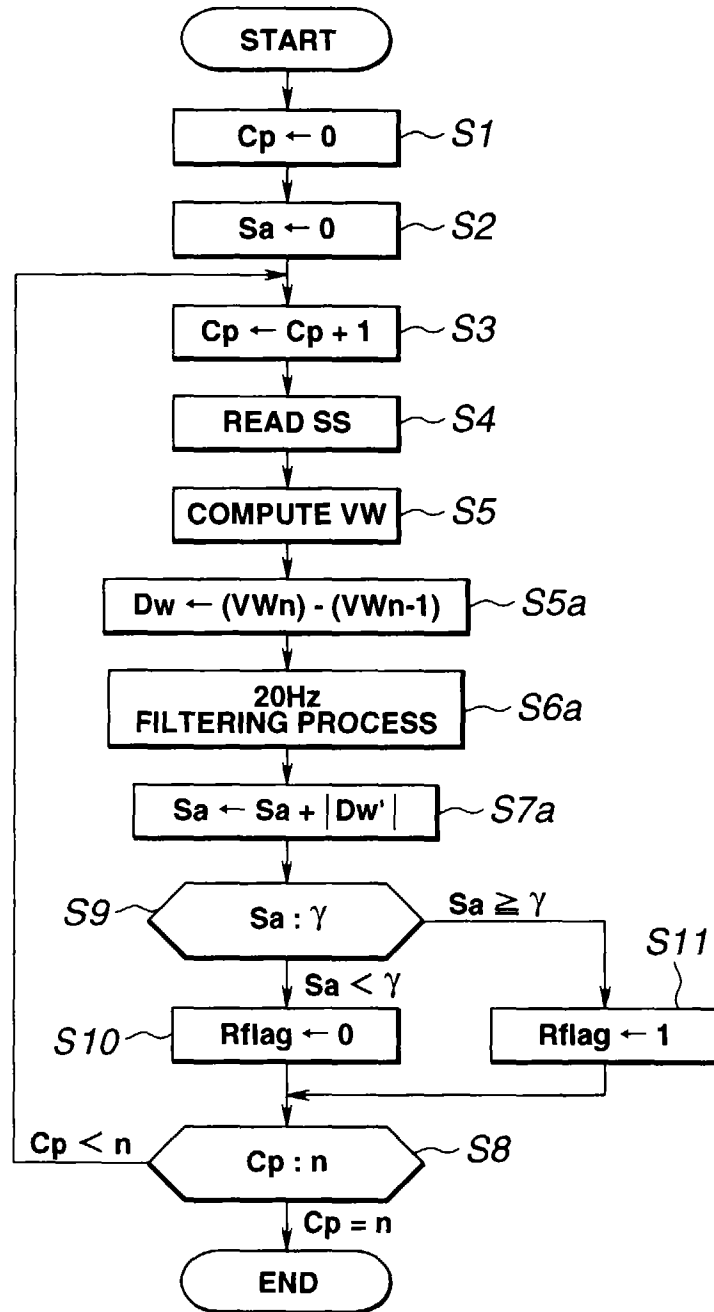 START
Cp ← 0
S1
Sa ← 0
S2
Cp ← Cp + 1
S3
READ SS
S4
COMPUTE VW
S5
Dw ← (VWn) - (VWn-1)
S5a
20Hz
FILTERING PROCESS
S6a
Sa ← Sa + |Dw'|
S7a
S9
Sa : γ
Sa ≧ γ
Sa < γ
S11
S10
Rflag ← 0
Rflag ← 1
Cp < n
Cp : n
S8
Cp = n
END